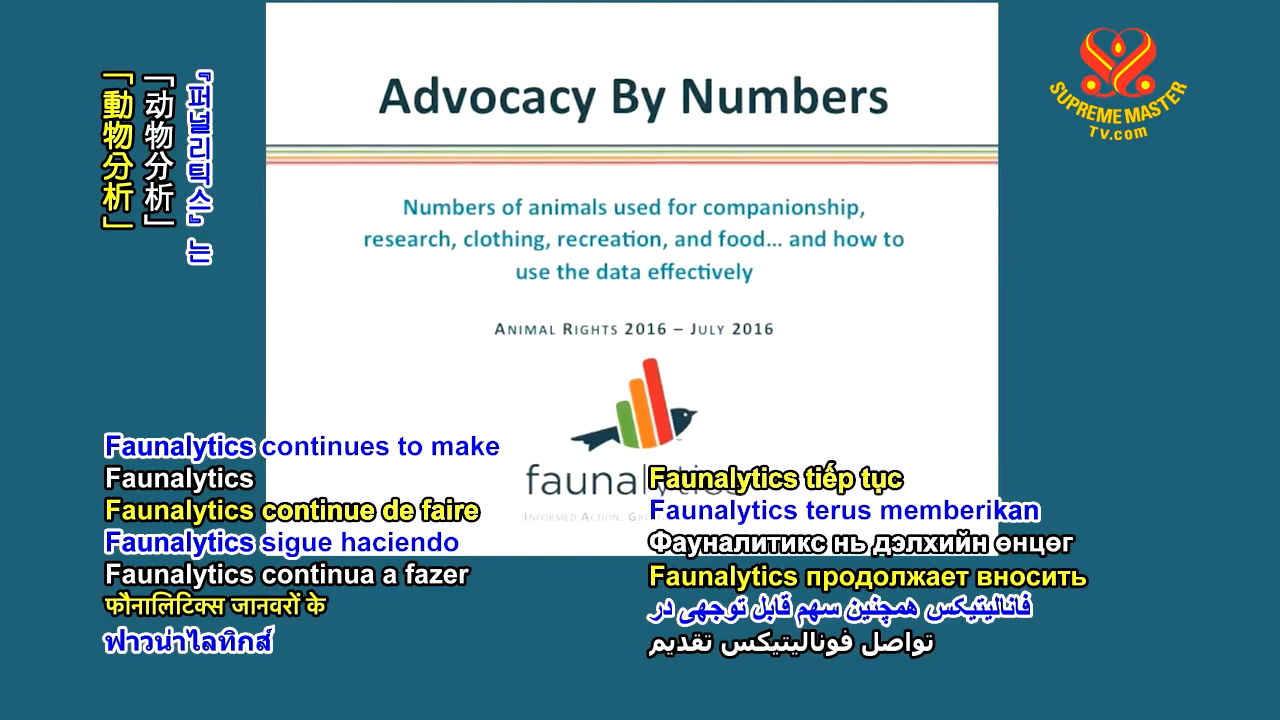 Advocacy By Numbers
SUPREME MASTER
TV.com
『퍼널리틱스』는
「动物分析」
「動物分析」
Numbers of animals used for companionship,
research, clothing, recreation, and food... and how to
use the data effectively
ANIMAL RIGHTS 2016 – JULY 2016
faunalytics
INFORMED ACTION.
Faunalytics continues to make
Faunalytics
Faunalytics continue de faire
Faunalytics sigue haciendo
Faunalytics continua a fazer
फौनालिटिक्स जानवरों के
ฟาวน่าไลทิกส์
Faunalytics tiếp tục
Faunalytics terus memberikan
Фауналитикс нь дэлхийн өнцөг
Faunalytics продолжает вносить
فانالیتیکس همچنین سهم قابل توجهی در
تواصل فوناليتيكس تقديم